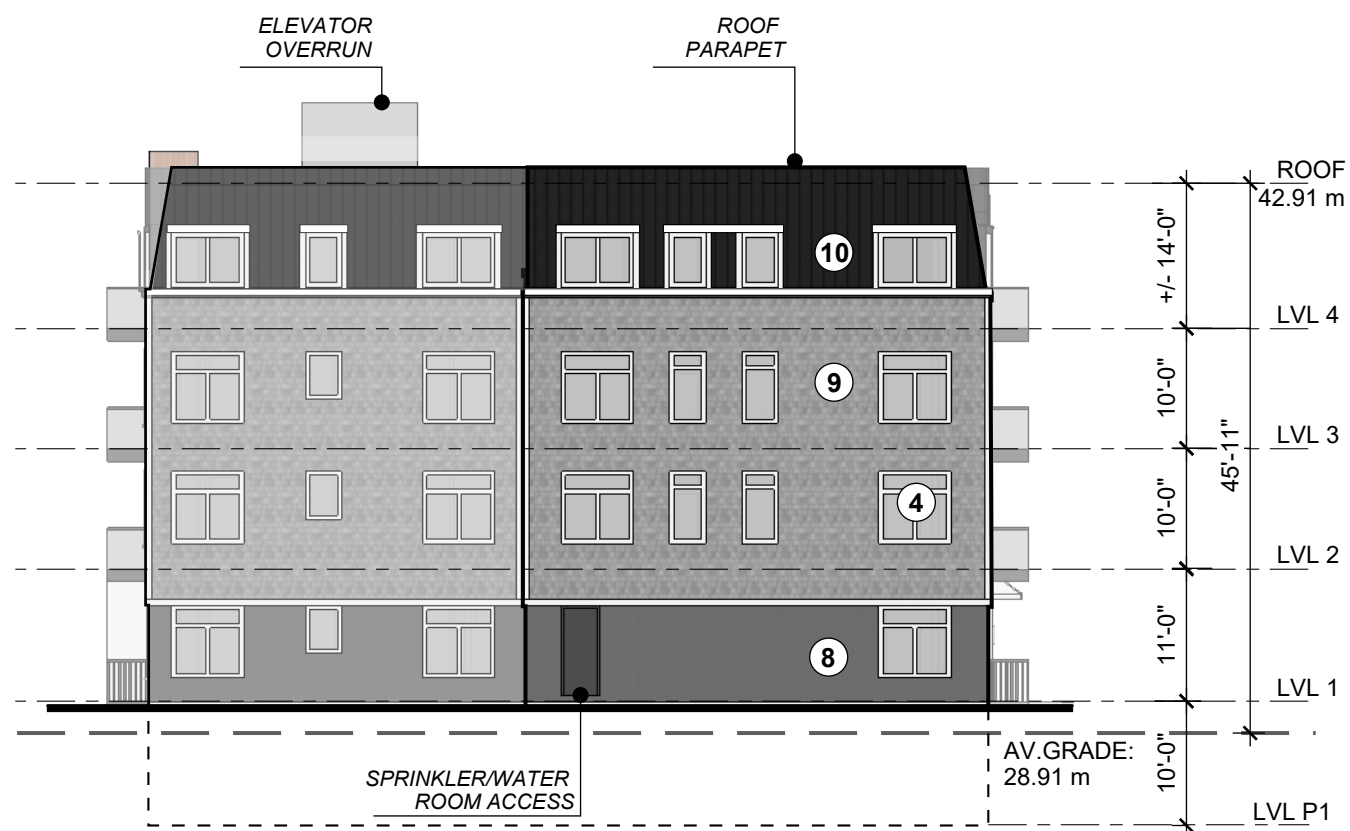 ELEVATOR
OVERRUN
ROOF
PARAPET
ROOF
42.91 m
10
+/- 14'-0"
LVL 4
9
10'-0"
LVL 3
45'-11"
4
10'-0"
LVL 2
8
11'-0"
LVL 1
AV.GRADE:
28.91 m
10'-0"
SPRINKLER/WATER
ROOM ACCESS
LVL P1